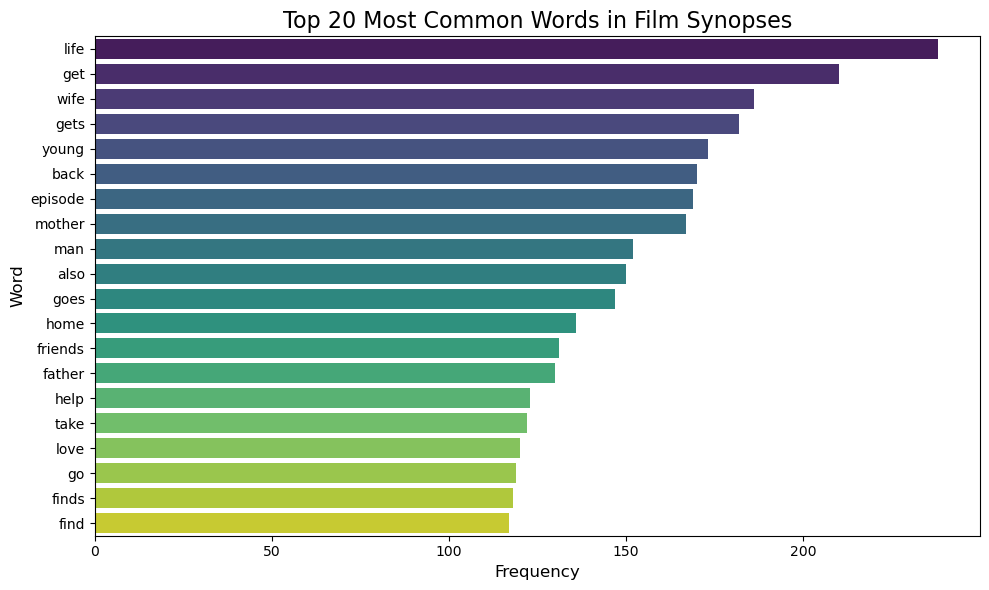 Top 20 Most Common Words in Film Synopses
Word
life
get
wife
gets
young
back
episode
mother
man
also
goes
home
friends
father
help
take
love
go
finds
find
0 50 100 150 200
Frequency